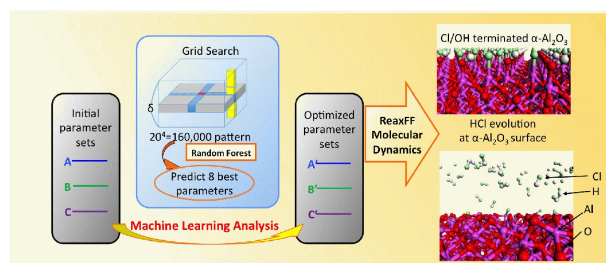 Initial
parameter
sets
A
B
C
Grid Search
δ
20⁴=160,000 pattern
Random Forest
Predict 8 best
parameters
Machine Learning Analysis
Optimized
parameter
sets
A'
B'
C'
ReaxFF
Molecular
Dynamics
Cl/OH terminated α-Al₂O₃
HCl evolution
at α-Al₂O₃ surface
Cl
H
Al
O